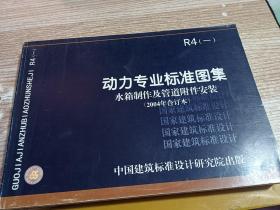 R4(一)
动力专业标准图集
水箱制作及管道附件安装
(2004年合订本)
国家建筑标准设计
国家建筑标准设计
国家建筑标准设计
国家建筑标准设计
中国建筑标准设计研究院出版
GUOJIAJIANZHUBIAOZHUNSHEJI R4(一)